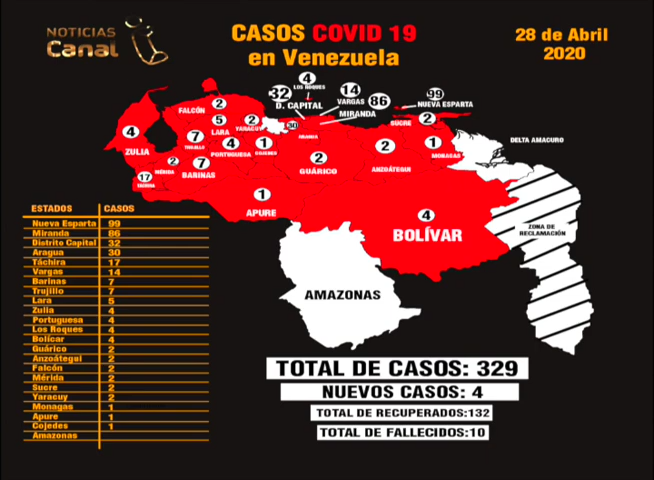 NOTICIAS
Canal i
CASOS COVID 19
en Venezuela
28 de Abril
2020
4
LOS ROQUES
32
D. CAPITAL
14
VARGAS
86
MIRANDA
99
NUEVA ESPARTA
2
FALCÓN
5
LARA
2
YARACUY
30
ARAGUA
2
SUCRE
4
ZULIA
7
TRUJILLO
4
PORTUGUESA
1
COJEDES
2
GUÁRICO
2
ANZOÁTEGUI
1
MONAGAS
DELTA AMACURO
2
MÉRIDA
7
BARINAS
17
TACHIRA
1
APURE
4
BOLÍVAR
ZONA DE
RECLAMACIÓN
AMAZONAS
ESTADOS CASOS
Nueva Esparta 99
Miranda 86
Distrito Capital 32
Aragua 30
Táchira 17
Vargas 14
Barinas 7
Trujillo 7
Lara 5
Zulia 4
Portuguesa 4
Los Roques 4
Bolícar 4
Guárico 2
Anzoátegui 2
Falcón 2
Mérida 2
Sucre 2
Yaracuy 2
Monagas 1
Apure 1
Cojedes 1
Amazonas
TOTAL DE CASOS: 329
NUEVOS CASOS: 4
TOTAL DE RECUPERADOS:132
TOTAL DE FALLECIDOS:10